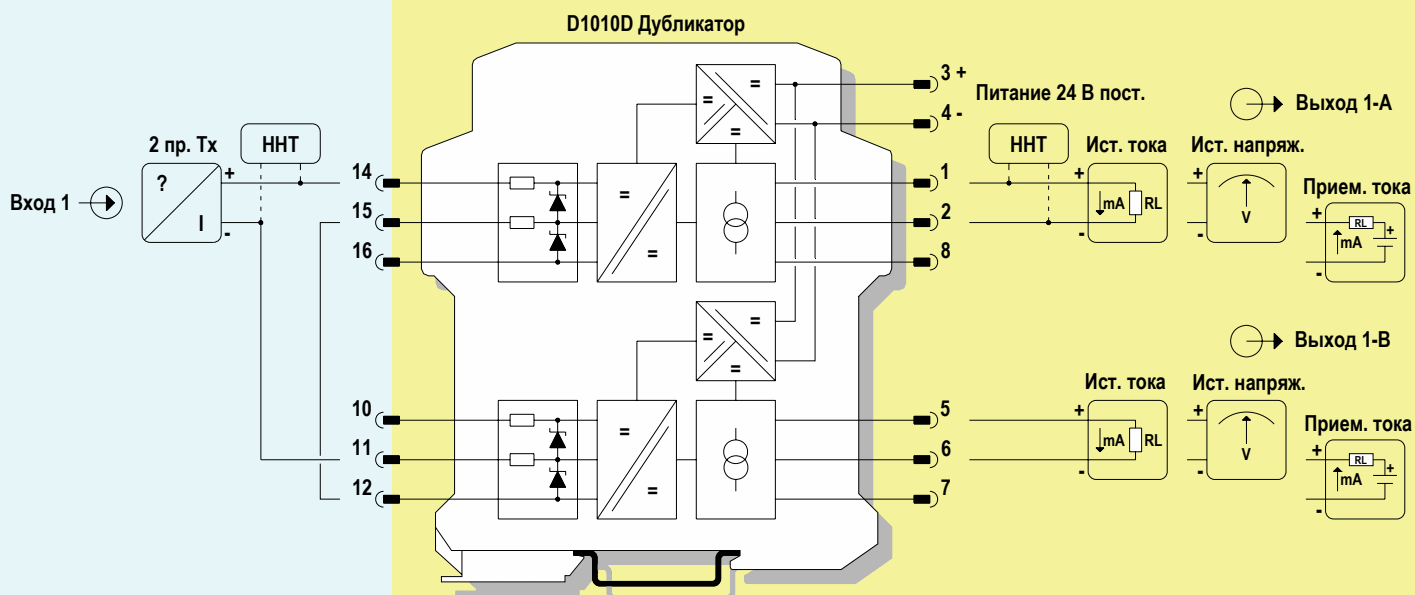 D1010D Дубликатор
3 +
Питание 24 В пост.
4 -
Выход 1-A
2 пр. Tx
ННТ
14
1
ННТ
Ист. тока
Ист. напряж.
Прием. тока
Вход 1
?
I
+
-
15
2
+
-
mA
RL
+
-
V
+
-
RL
mA
+
16
8
=
=
=
=
=
Выход 1-B
=
=
=
Ист. тока
Ист. напряж.
Прием. тока
10
5
11
6
12
7
=
=
+
-
mA
RL
+
-
V
+
-
RL
mA
+